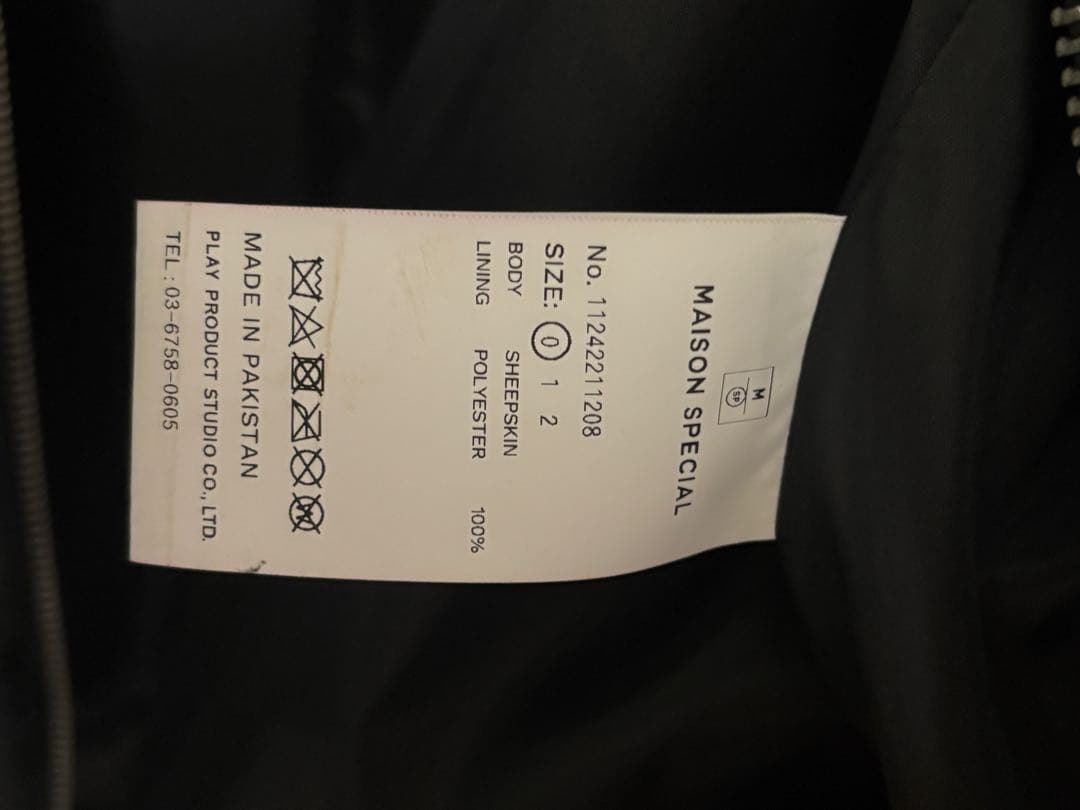 M
SP
MAISON SPECIAL
No. 11242211208
SIZE: 0 1 2
BODY SHEEPSKIN
LINING POLYESTER 100%
W
MADE IN PAKISTAN
PLAY PRODUCT STUDIO CO., LTD.
TEL : 03-6758-0605